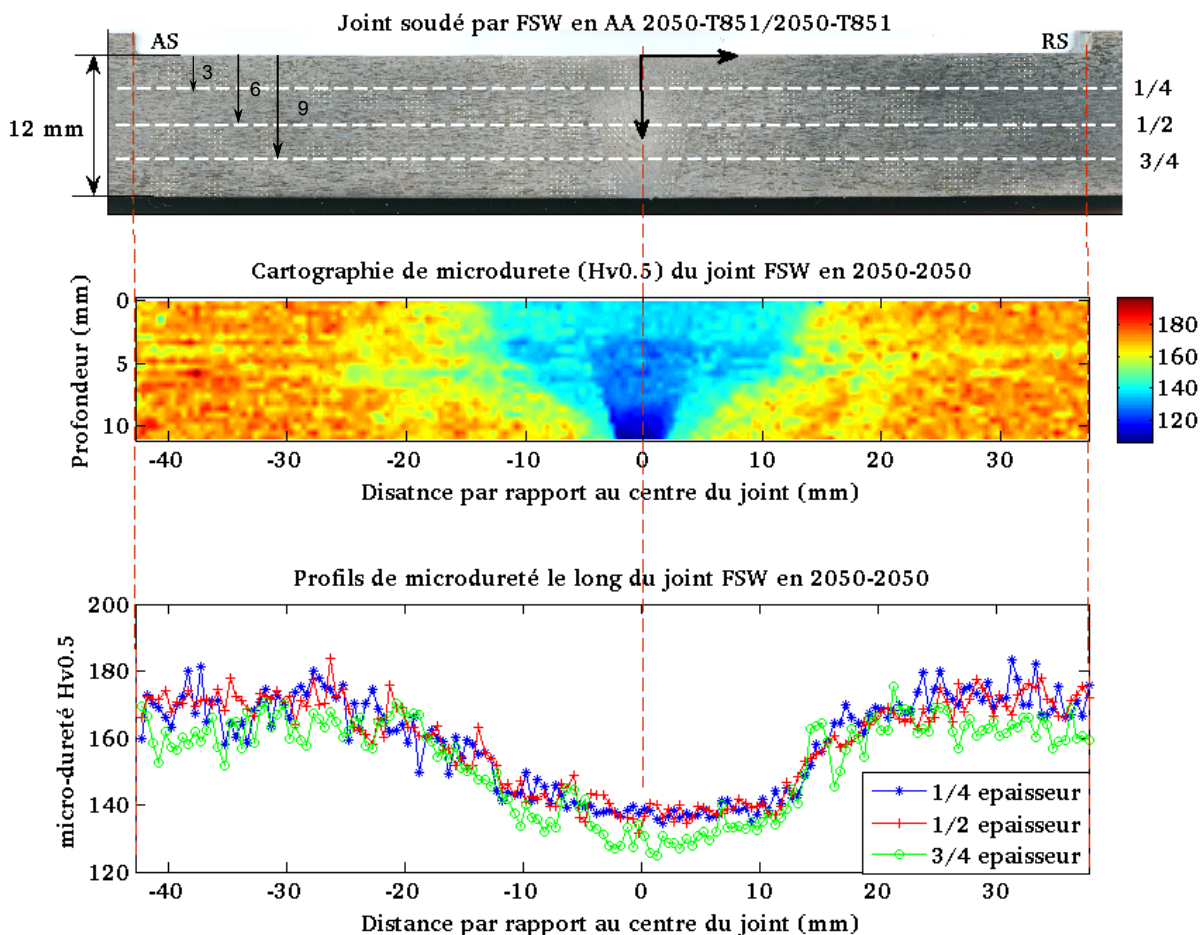 Joint soudé par FSW en AA 2050-T851/2050-T851
AS
RS
3
6
9
12 mm
1/4
1/2
3/4
Cartographie de microdurete (Hv0.5) du joint FSW en 2050-2050
Profondeur (mm)
0
5
10
-40 -30 -20 -10 0 10 20 30
180
160
140
120
Disatnce par rapport au centre du joint (mm)
Profils de microdureté le long du joint FSW en 2050-2050
micro-dureté Hv0.5
200
180
160
140
120
1/4 epaisseur
1/2 epaisseur
3/4 epaisseur
-40 -30 -20 -10 0 10 20 30
Distance par rapport au centre du joint (mm)